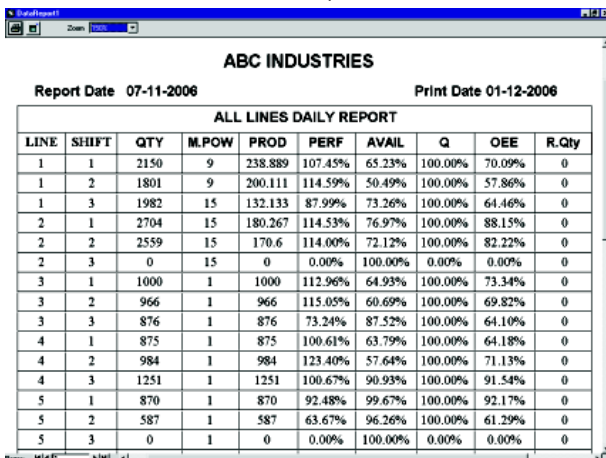 DataReport1
Zoom 150%
ABC INDUSTRIES
Report Date 07-11-2006 Print Date 01-12-2006
ALL LINES DAILY REPORT
LINE SHIFT QTY M.POW PROD PERF AVAIL Q OEE R.Qty
1 1 2150 9 238.889 107.45% 65.23% 100.00% 70.09% 0
1 2 1801 9 200.111 114.59% 50.49% 100.00% 57.86% 0
1 3 1982 15 132.133 87.99% 73.26% 100.00% 64.46% 0
2 1 2704 15 180.267 114.53% 76.97% 100.00% 88.15% 0
2 2 2559 15 170.6 114.00% 72.12% 100.00% 82.22% 0
2 3 0 15 0 0.00% 100.00% 0.00% 0.00% 0
3 1 1000 1 1000 112.96% 64.93% 100.00% 73.34% 0
3 2 966 1 966 115.05% 60.69% 100.00% 69.82% 0
3 3 876 1 876 73.24% 87.52% 100.00% 64.10% 0
4 1 875 1 875 100.61% 63.79% 100.00% 64.18% 0
4 2 984 1 984 123.40% 57.64% 100.00% 71.13% 0
4 3 1251 1 1251 100.67% 90.93% 100.00% 91.54% 0
5 1 870 1 870 92.48% 99.67% 100.00% 92.17% 0
5 2 587 1 587 63.67% 96.26% 100.00% 61.29% 0
5 3 0 1 0 0.00% 100.00% 0.00% 0.00% 0